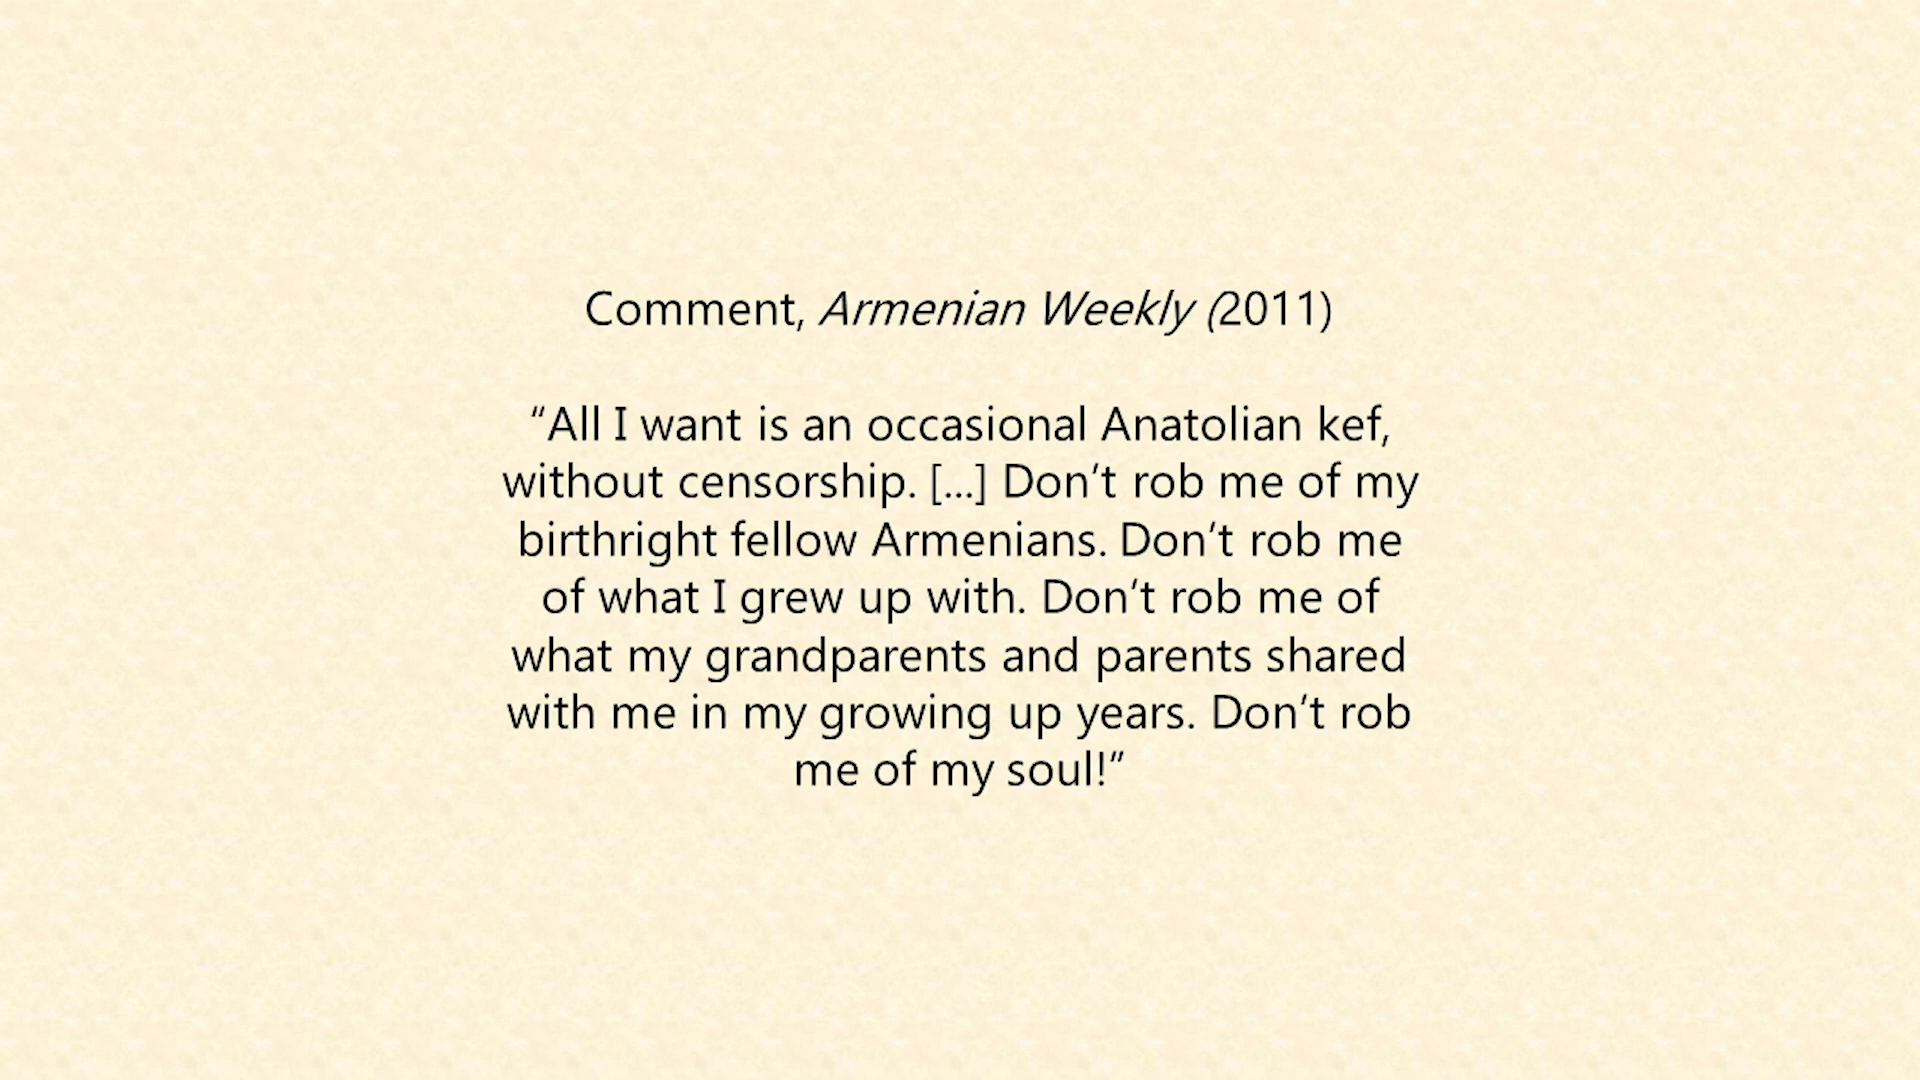 Comment, Armenian Weekly (2011)
“All I want is an occasional Anatolian kef,
without censorship. [...] Don’t rob me of my
birthright fellow Armenians. Don’t rob me
of what I grew up with. Don’t rob me of
what my grandparents and parents shared
with me in my growing up years. Don’t rob
me of my soul!”